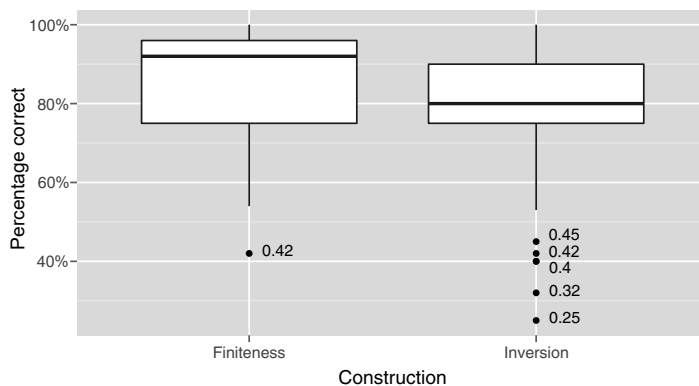 100%
80%
60%
40%
Percentage correct
0.42
0.45
0.42
0.4
0.32
0.25
Finiteness
Inversion
Construction